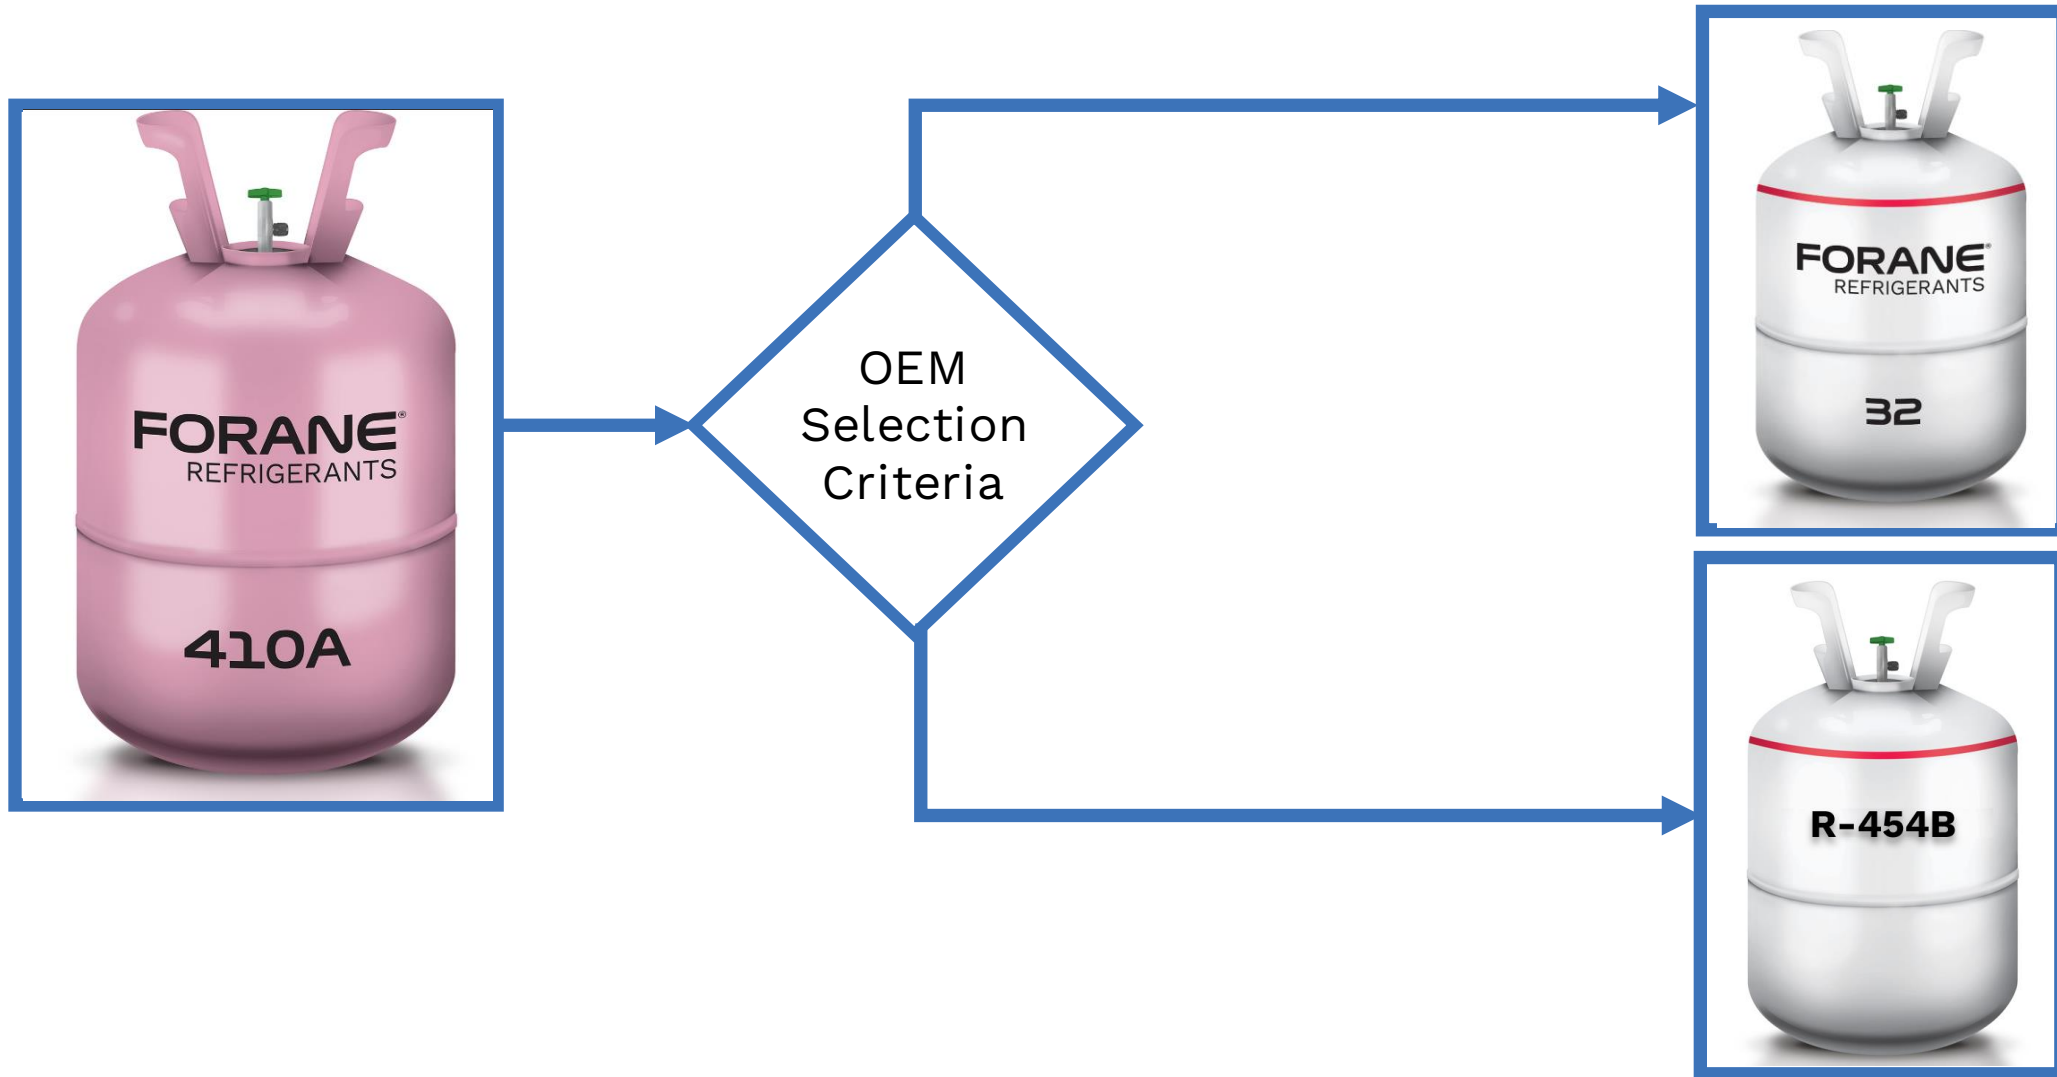 FORANE®
REFRIGERANTS
410A
OEM
Selection
Criteria
FORANE®
REFRIGERANTS
32
R-454B